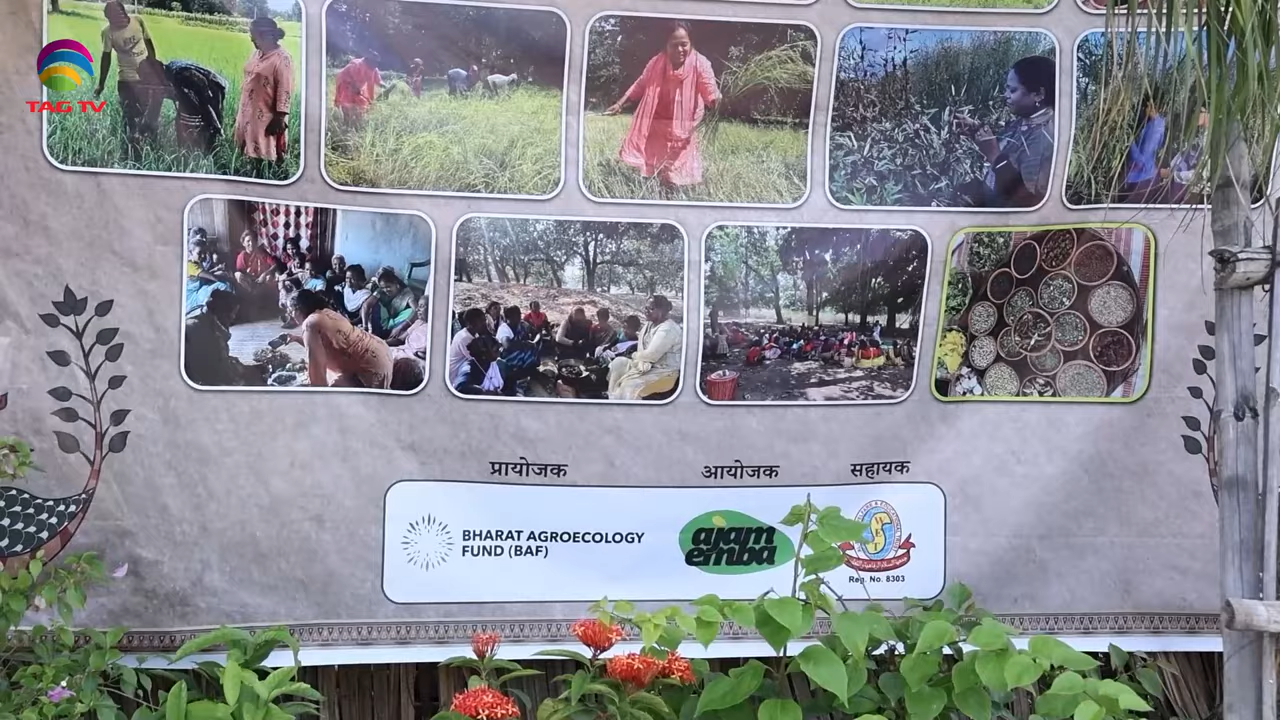 TAG TV
प्रायोजक
आयोजक
सहायक
BHARAT AGROECOLOGY
FUND (BAF)
ajam
emba
Reg. No. 8303